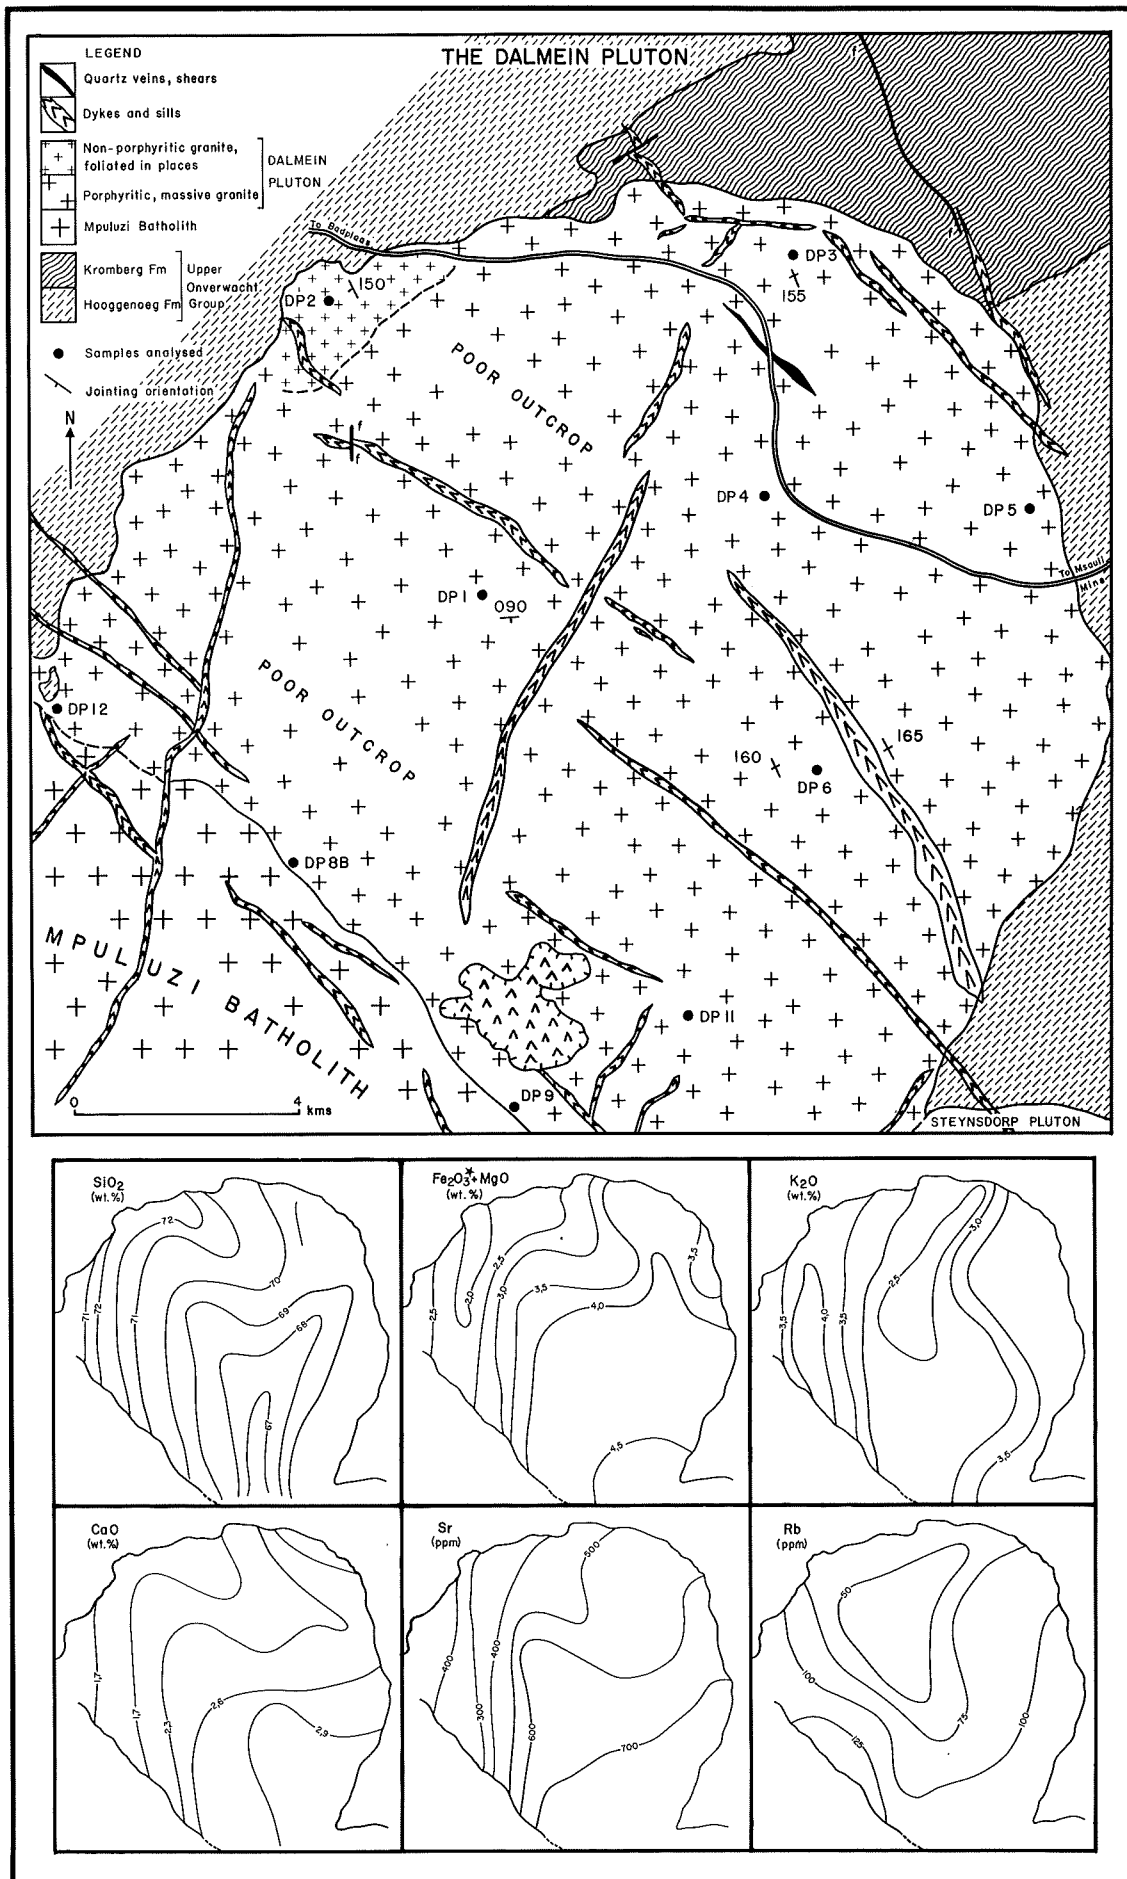 THE DALMEIN PLUTON
LEGEND
Quartz veins, shears
Dykes and sills
Non-porphyritic granite,
foliated in places
Porphyritic, massive granite
DALMEIN
PLUTON
Mpuluzi Batholith
Kromberg Fm
Hooggenoeg Fm
Upper
Onverwacht
Group
Samples analysed
Jointing orientation
N
To Badplaas
f
f
DP3
155
150
DP2
POOR OUTCROP
f
f
DP4
DP5
To Msauli
Mine
DP1
090
POOR OUTCROP
DP12
165
160
DP6
DP8B
MPULUZI BATHOLITH
DP11
DP9
0 4 kms
STEYNSDORP PLUTON
SiO2
(wt.%)
72
71
72
71
70
69
68
67
Fe2O3*+MgO
(wt.%)
2,5
2,0
2,5
3,0
3,5
4,0
3,5
4,5
K2O
(wt.%)
3,0
2,5
3,5
4,0
3,5
3,5
CaO
(wt.%)
1,7
1,7
2,3
2,6
2,9
Sr
(ppm)
500
400
300
400
600
700
Rb
(ppm)
50
100
75
100
125